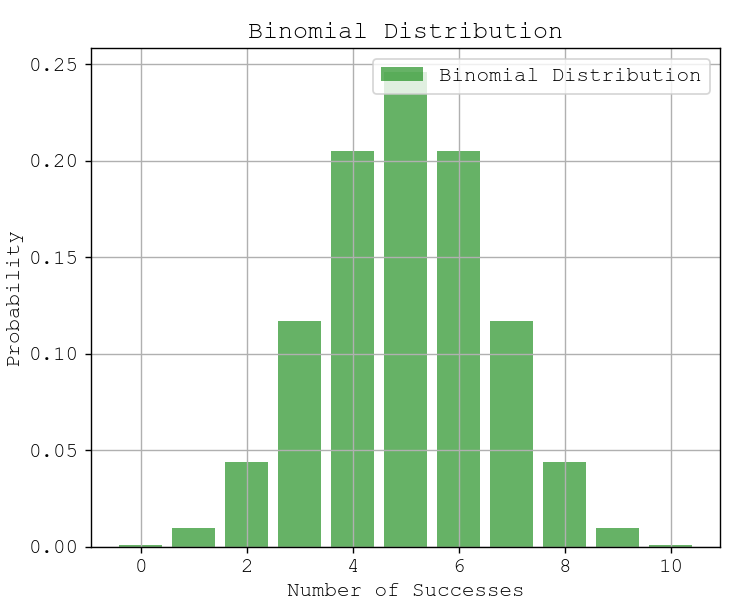 Binomial Distribution
Binomial Distribution
Probability
0.25
0.20
0.15
0.10
0.05
0.00
0 2 4 6 8 10
Number of Successes